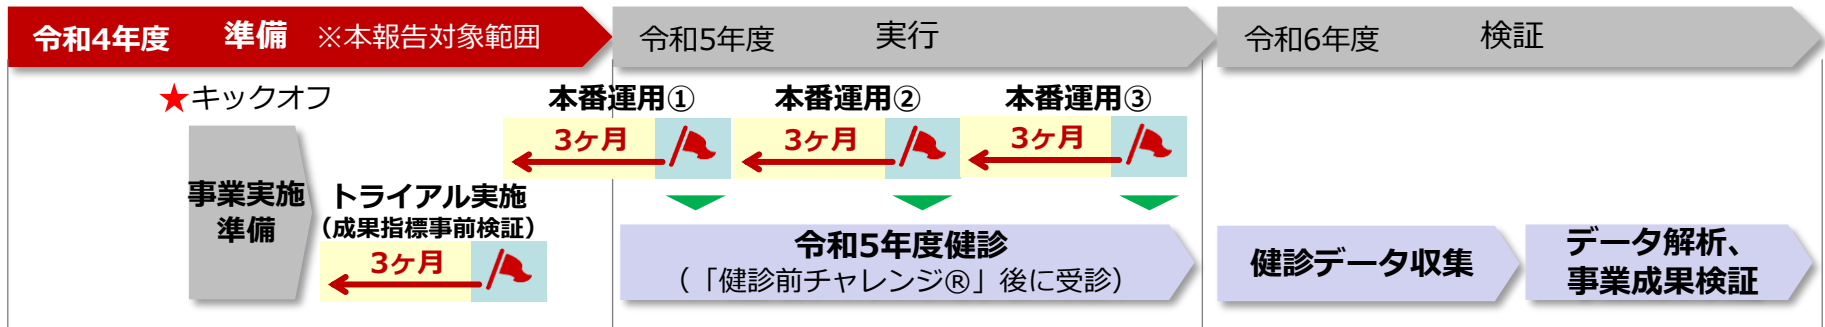 令和4年度 準備 ※本報告対象範囲
令和5年度 実行
令和6年度 検証
★キックオフ
事業実施
準備
トライアル実施
（成果指標事前検証）
3ヶ月
本番運用①
3ヶ月
本番運用②
3ヶ月
本番運用③
3ヶ月
令和5年度健診
（「健診前チャレンジ®」後に受診）
健診データ収集
データ解析、
事業成果検証